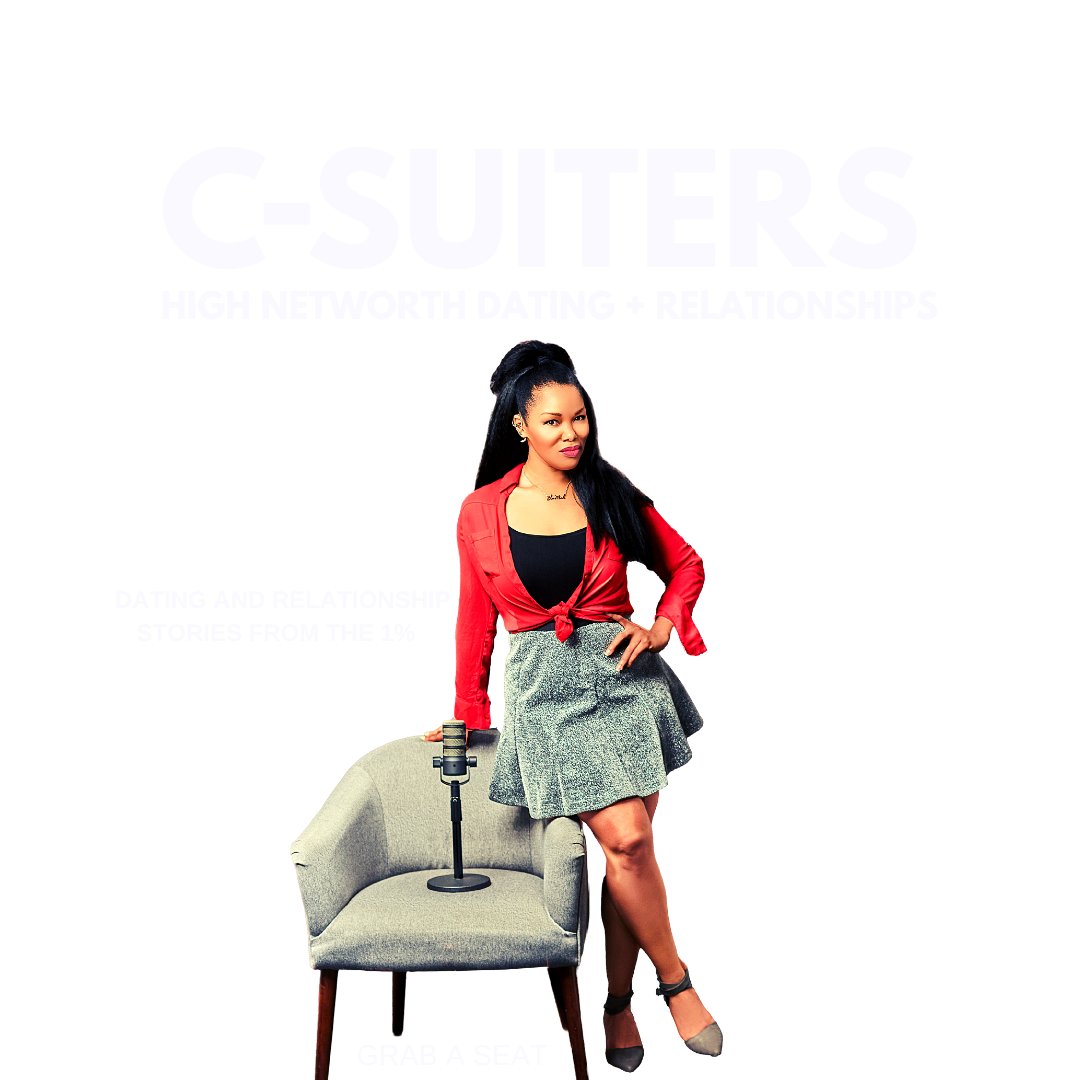 C-SUITERS
HIGH NETWORTH DATING + RELATIONSHIPS
DATING AND RELATIONSHIP
STORIES FROM THE 1%
GRAB A SEAT